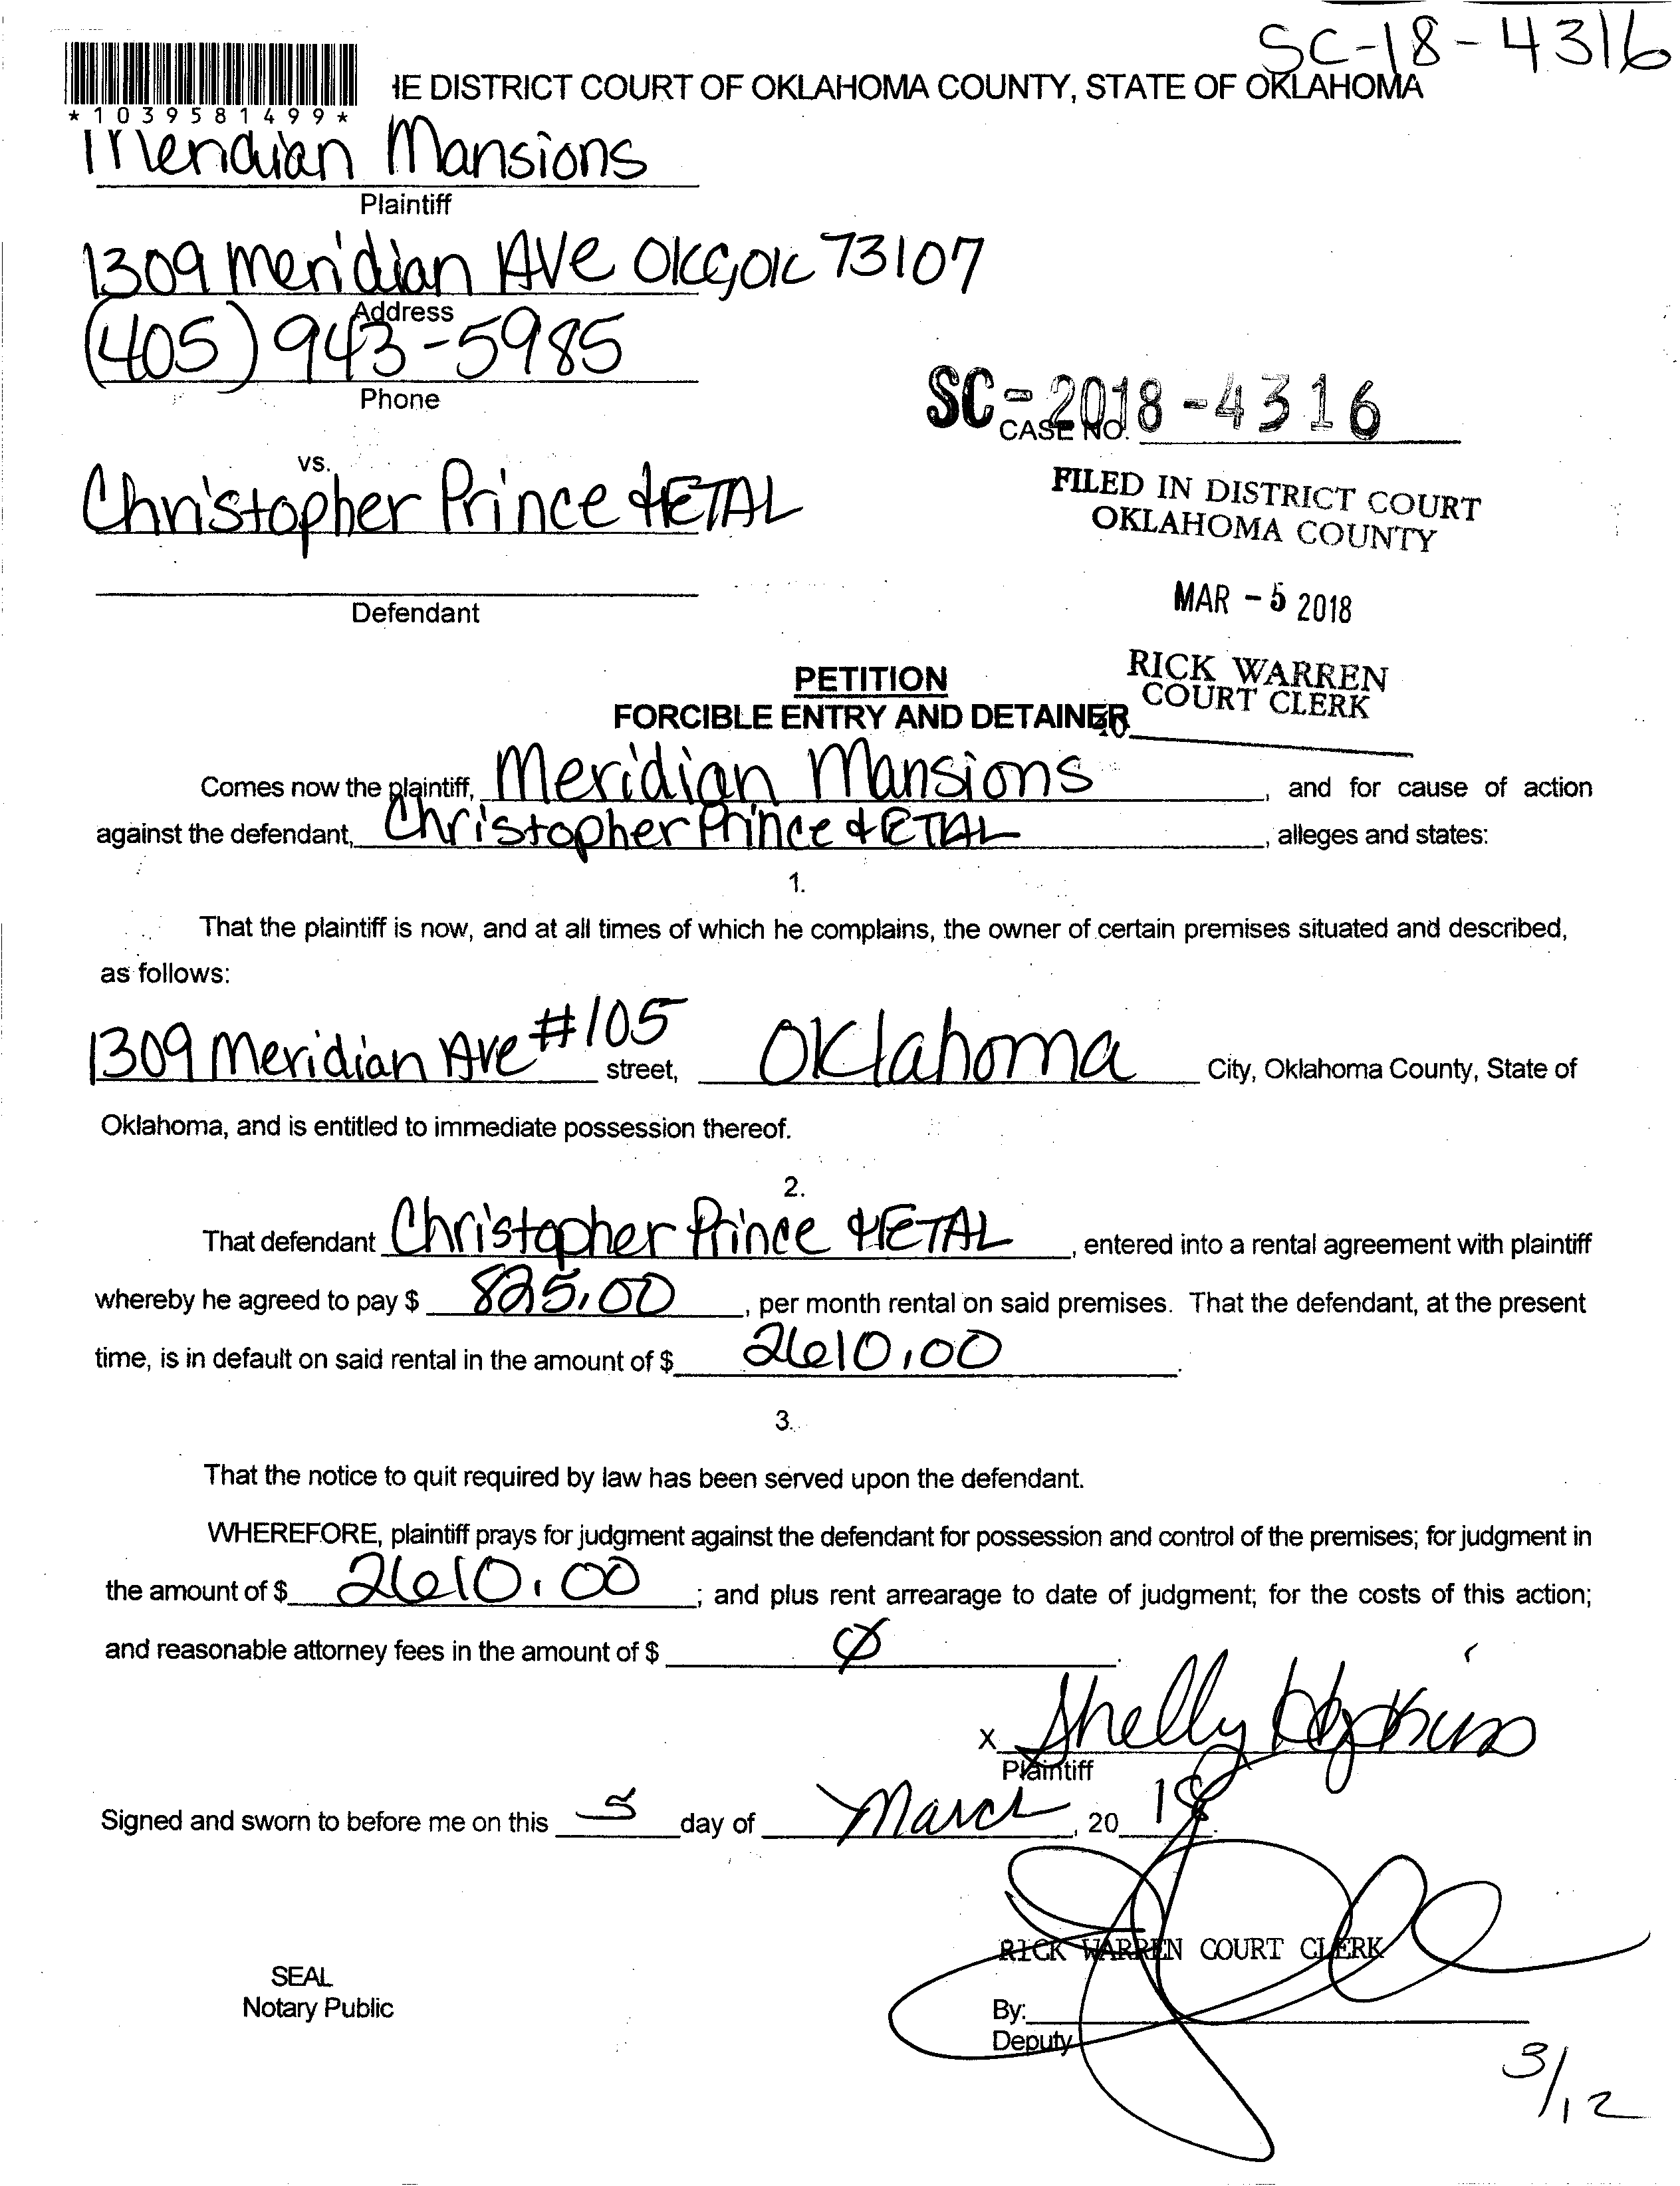 SC-18-4316
*1039581499*
IE DISTRICT COURT OF OKLAHOMA COUNTY, STATE OF OKLAHOMA
Meridian Mansions
Plaintiff
1309 Meridian Ave OKC, OK 73107
Address
(405) 943-5985
Phone
SC-2018-4316
CASE NO.
vs.
Christopher Prince & ETAL
FILED IN DISTRICT COURT
OKLAHOMA COUNTY
MAR - 5 2018
Defendant
RICK WARREN
COURT CLERK
PETITION
FORCIBLE ENTRY AND DETAINER
Comes now the plaintiff, Meridian Mansions, and for cause of action
against the defendant, Christopher Prince & ETAL, alleges and states:
1.
That the plaintiff is now, and at all times of which he complains, the owner of certain premises situated and described,
as follows:
1309 Meridian Ave #105 street, Oklahoma City, Oklahoma County, State of
Oklahoma, and is entitled to immediate possession thereof.
2.
That defendant Christopher Prince & ETAL, entered into a rental agreement with plaintiff
whereby he agreed to pay $ 825.00, per month rental on said premises. That the defendant, at the present
time, is in default on said rental in the amount of $ 2610.00.
3.
That the notice to quit required by law has been served upon the defendant.
WHEREFORE, plaintiff prays for judgment against the defendant for possession and control of the premises; for judgment in
the amount of $ 2610.00; and plus rent arrearage to date of judgment; for the costs of this action;
and reasonable attorney fees in the amount of $ Ø.
X Shelly Hopkins
Plaintiff
Signed and sworn to before me on this 5 day of March, 20 18.
RICK WARREN COURT CLERK
SEAL
Notary Public
By:
Deputy
3/12